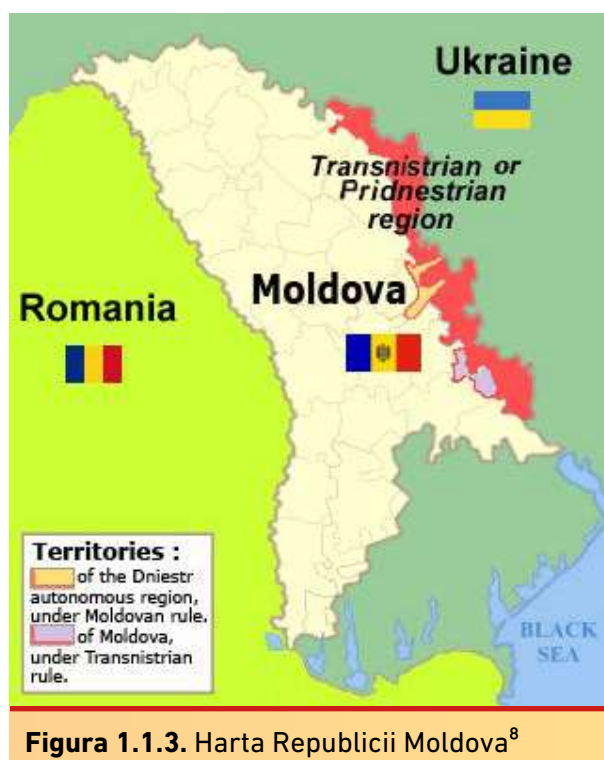 Ukraine
Transnistrian or
Pridnestrian
region
Moldova
Romania
Territories :
of the Dniestr
autonomous region,
under Moldovan rule.
of Moldova,
under Transnistrian
rule.
BLACK
SEA
Figura 1.1.3. Harta Republicii Moldova⁸